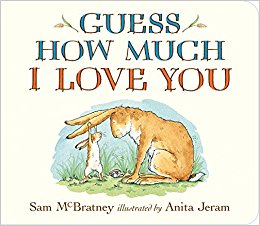 GUESS
HOW MUCH
I LOVE YOU
Sam McBratney illustrated by Anita Jeram